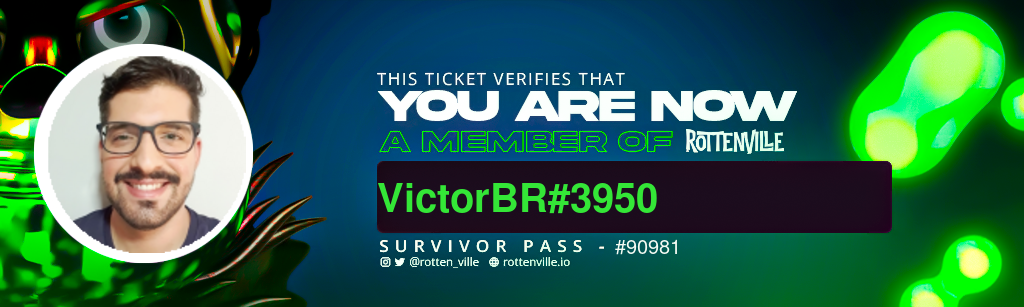 THIS TICKET VERIFIES THAT
YOU ARE NOW
A MEMBER OF ROTTENVILLE
VictorBR#3950
SURVIVOR PASS - #90981
@rotten_ville rottenville.io